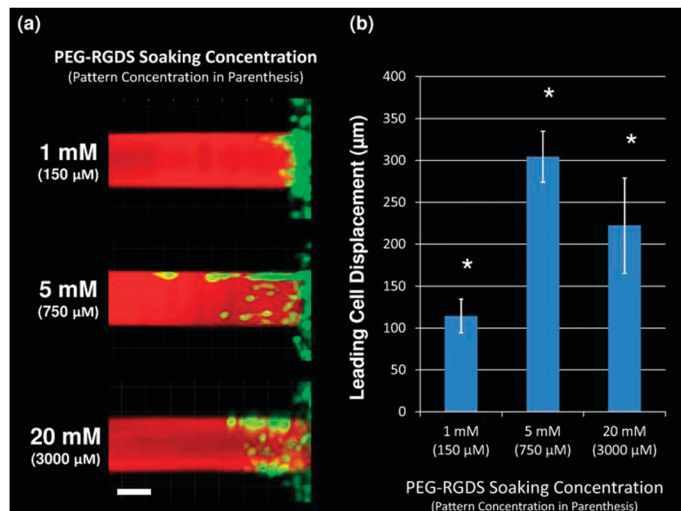 (a)
PEG-RGDS Soaking Concentration
(Pattern Concentration in Parenthesis)
1 mM
(150 µM)
5 mM
(750 µM)
20 mM
(3000 µM)
(b)
Leading Cell Displacement (µm)
400
350
300
250
200
150
100
50
0
*
*
*
1 mM
(150 µM)
5 mM
(750 µM)
20 mM
(3000 µM)
PEG-RGDS Soaking Concentration
(Pattern Concentration in Parenthesis)